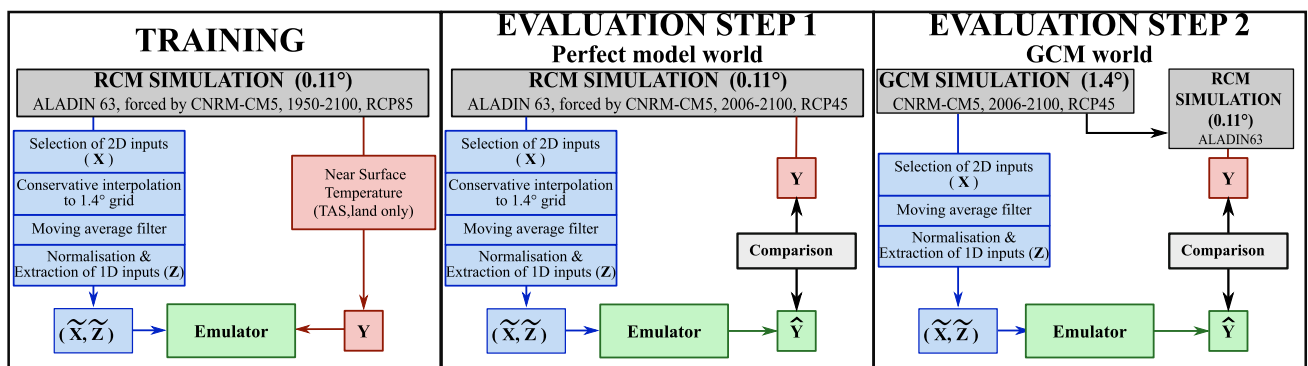 TRAINING
RCM SIMULATION (0.11°)
ALADIN 63, forced by CNRM-CM5, 1950-2100, RCP85
Selection of 2D inputs
( X )
Conservative interpolation
to 1.4° grid
Moving average filter
Normalisation &
Extraction of 1D inputs (Z)
Near Surface
Temperature
(TAS,land only)
(X̃, Z̃ )
Emulator
Y
EVALUATION STEP 1
Perfect model world
RCM SIMULATION (0.11°)
ALADIN 63, forced by CNRM-CM5, 2006-2100, RCP45
Selection of 2D inputs
( X )
Conservative interpolation
to 1.4° grid
Moving average filter
Normalisation &
Extraction of 1D inputs (Z)
Y
Comparison
(X̃, Z̃ )
Emulator
Ŷ
EVALUATION STEP 2
GCM world
GCM SIMULATION (1.4°)
CNRM-CM5, 2006-2100, RCP45
RCM
SIMULATION
(0.11°)
ALADIN63
Selection of 2D inputs
( X )
Moving average filter
Normalisation &
Extraction of 1D inputs (Z)
Y
Comparison
(X̃, Z̃ )
Emulator
Ŷ